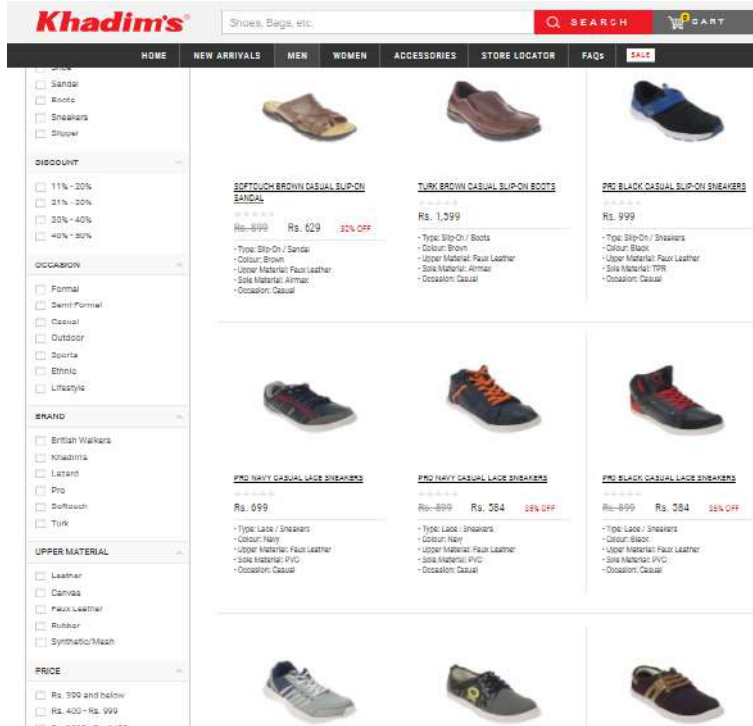 Khadim's
Shoes, Bags, etc.
SEARCH
CART
HOME NEW ARRIVALS MEN WOMEN ACCESSORIES STORE LOCATOR FAQs SALE
Sandal
Boots
Sneakers
Slipper
DISCOUNT
11% - 20%
21% - 30%
30% - 40%
40% - 50%
OCCASION
Formal
Semi-Formal
Casual
Outdoor
Sports
Ethnic
Lifestyle
BRAND
British Walkers
Khadim's
Lazard
Pro
Softouch
Turk
UPPER MATERIAL
Leather
Canvas
Faux Leather
Rubber
Synthetic/Mesh
PRICE
Rs. 399 and below
Rs. 400 - Rs. 999
SOFTOUCH BROWN CASUAL SLIP-ON
SANDAL
Rs. 899 Rs. 629 30% OFF
- Type: Slip-On / Sandal
- Colour: Brown
- Upper Material: Faux Leather
- Sole Material: Airmax
- Occasion: Casual
TURK BROWN CASUAL SLIP-ON BOOTS
Rs. 1,599
- Type: Slip-On / Boots
- Colour: Brown
- Upper Material: Faux Leather
- Sole Material: Airmax
- Occasion: Casual
PRO BLACK CASUAL SLIP-ON SNEAKERS
Rs. 999
- Type: Slip-On / Sneakers
- Colour: Black
- Upper Material: Faux Leather
- Sole Material: TPR
- Occasion: Casual
PRO NAVY CASUAL LACE SNEAKERS
Rs. 699
- Type: Lace / Sneakers
- Colour: Navy
- Upper Material: Faux Leather
- Sole Material: PVC
- Occasion: Casual
PRO NAVY CASUAL LACE SNEAKERS
Rs. 899 Rs. 584 35% OFF
- Type: Lace / Sneakers
- Colour: Navy
- Upper Material: Faux Leather
- Sole Material: PVC
- Occasion: Casual
PRO BLACK CASUAL LACE SNEAKERS
Rs. 899 Rs. 584 35% OFF
- Type: Lace / Sneakers
- Colour: Black
- Upper Material: Faux Leather
- Sole Material: PVC
- Occasion: Casual